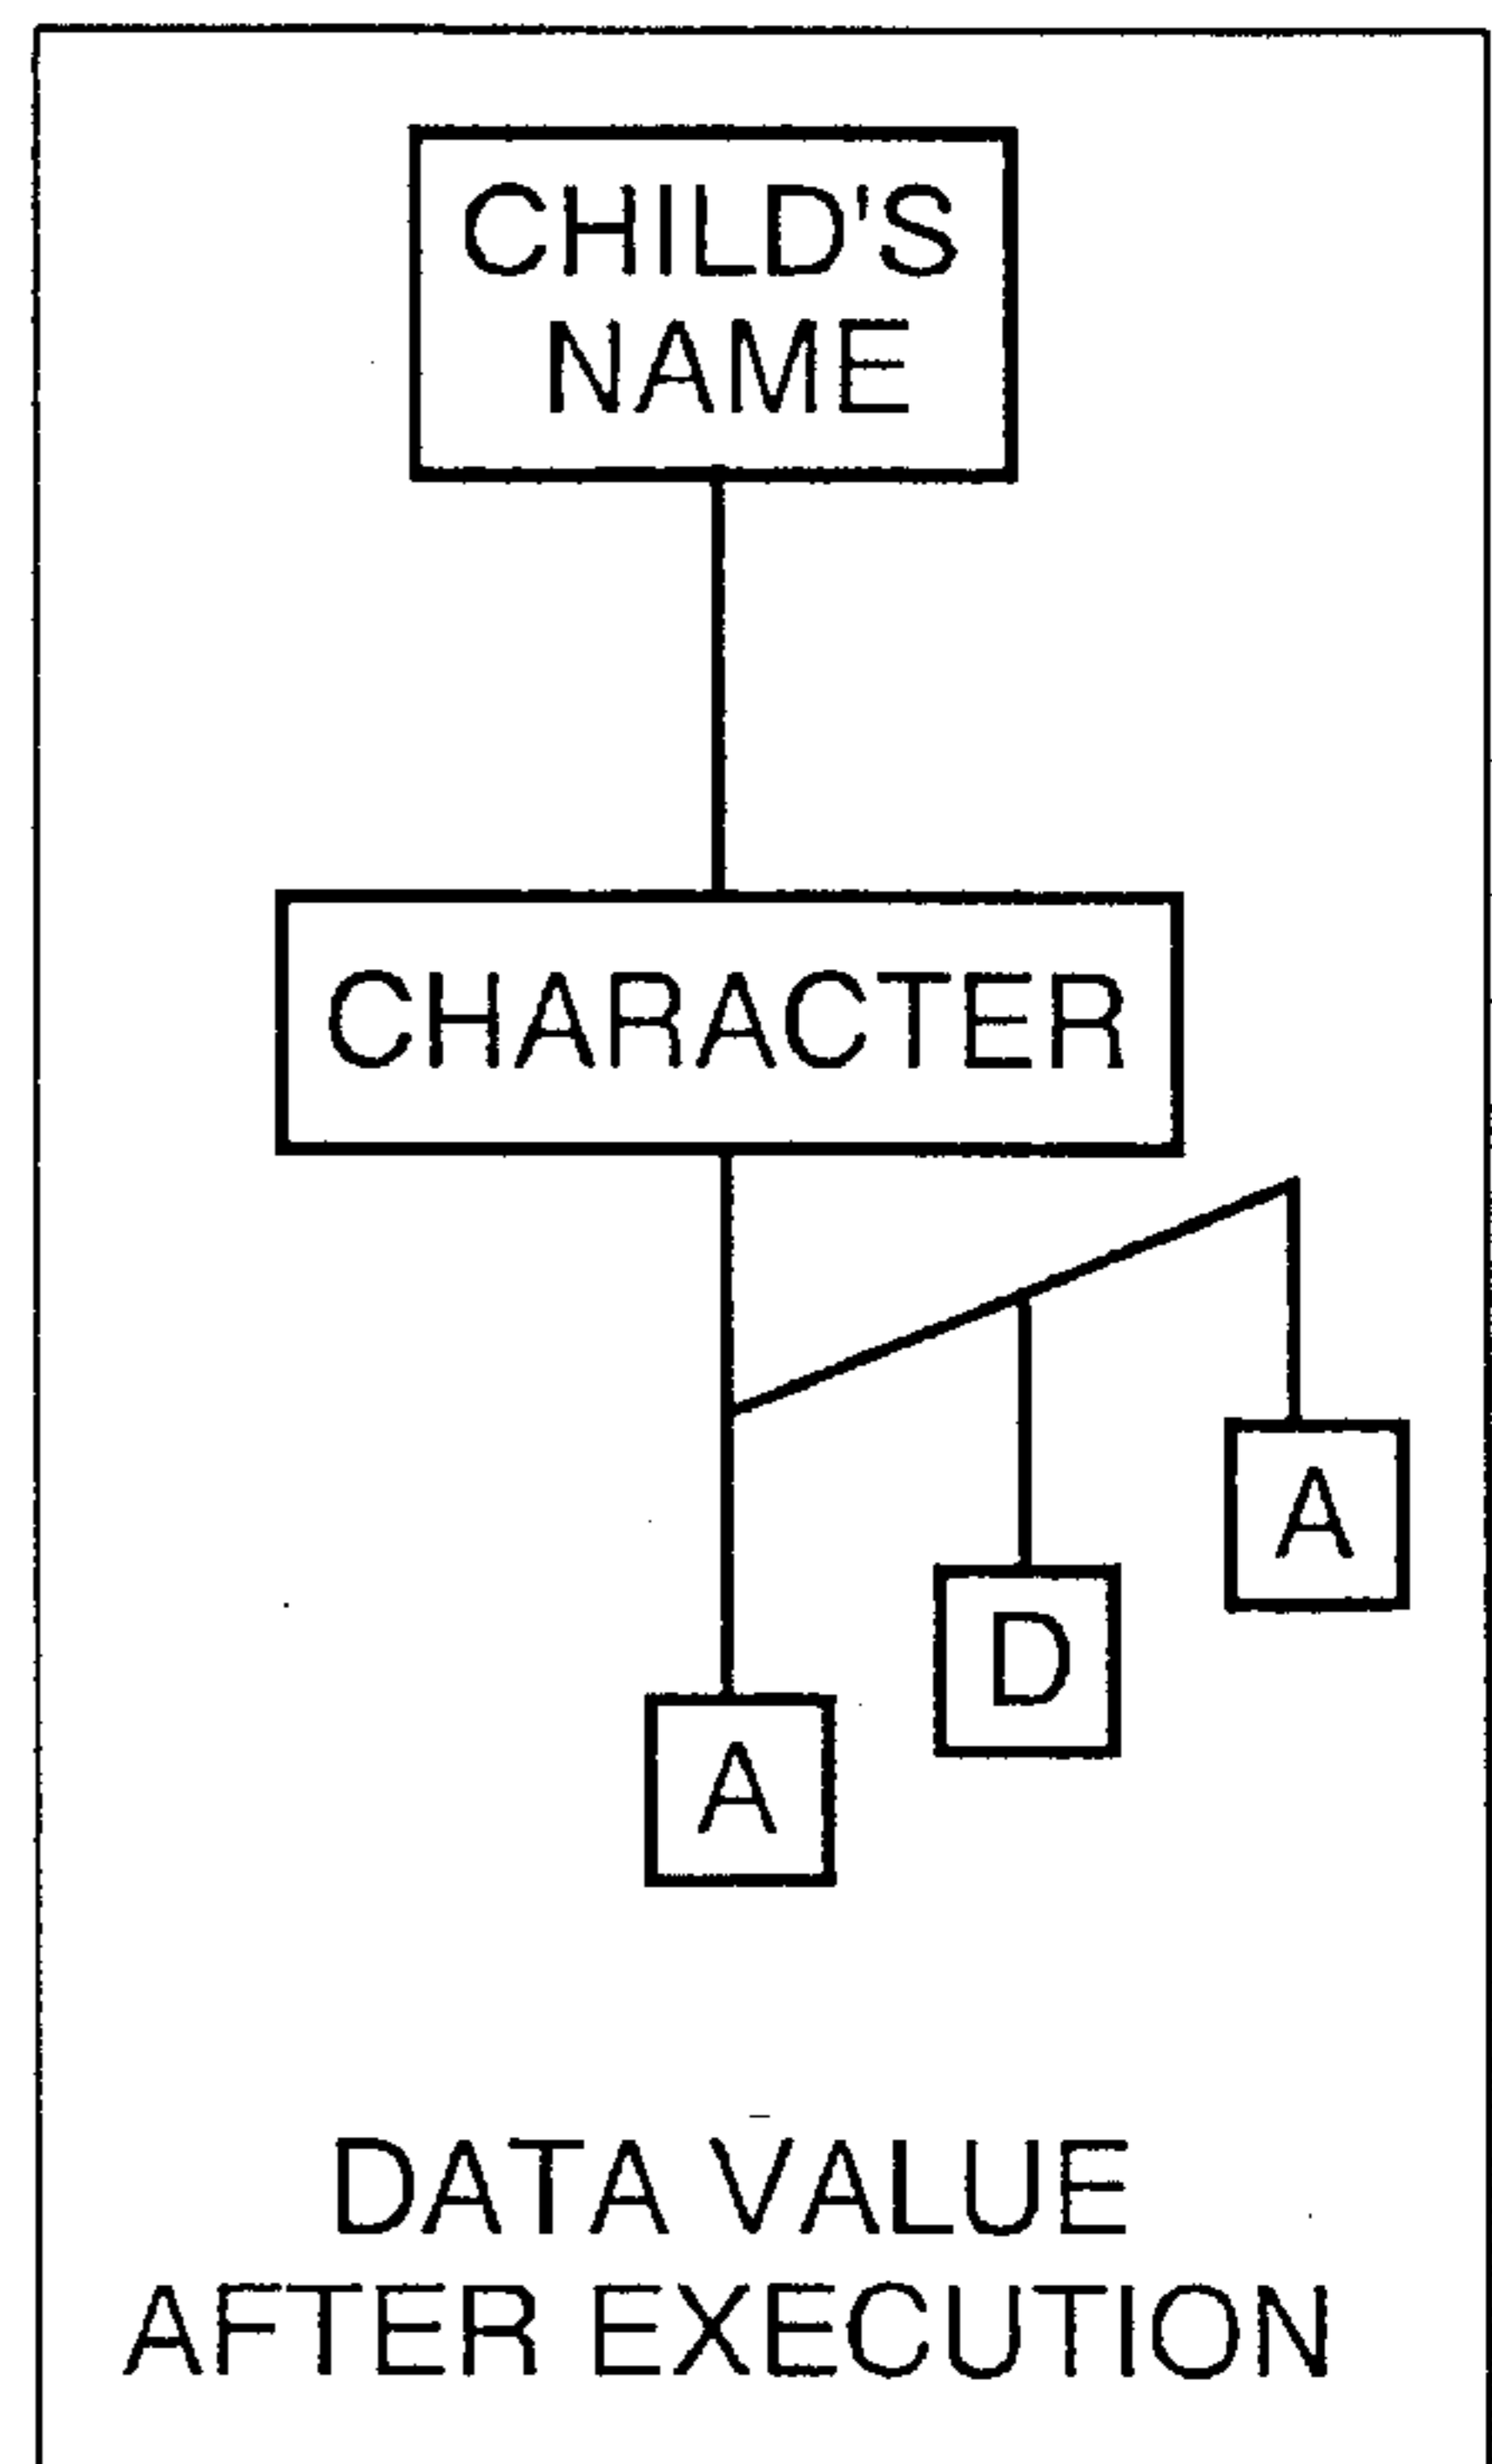 CHILD'S
NAME
CHARACTER
A
D
A
DATA VALUE
AFTER EXECUTION